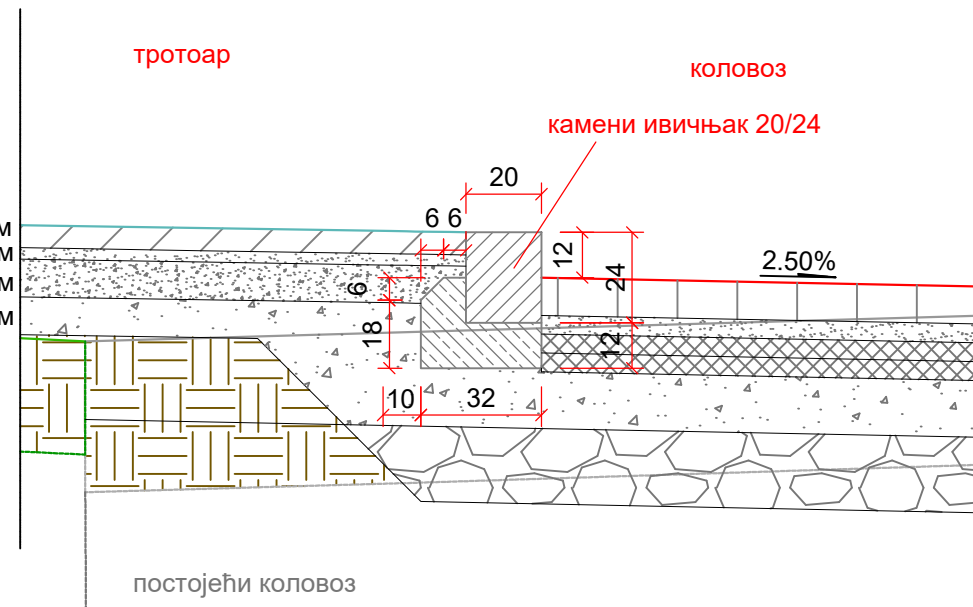 тротоар
коловоз
камени ивичњак 20/24
20
6 6
12
24
2.50%
м
м
м
м
6
18
12
10
32
постојећи коловоз